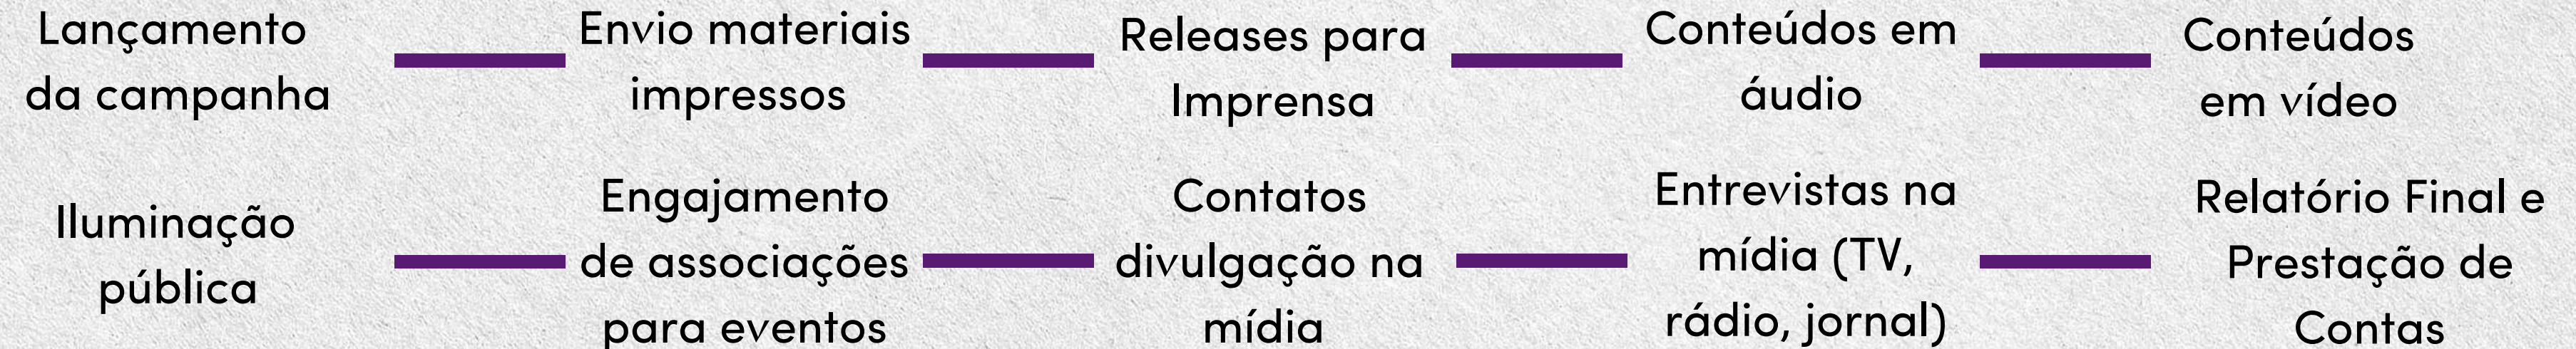 Lançamento
da campanha
Envio materiais
impressos
Releases para
Imprensa
Conteúdos em
áudio
Conteúdos
em vídeo
Iluminação
pública
Engajamento
de associações
para eventos
Contatos
divulgação na
mídia
Entrevistas na
mídia (TV,
rádio, jornal)
Relatório Final e
Prestação de
Contas